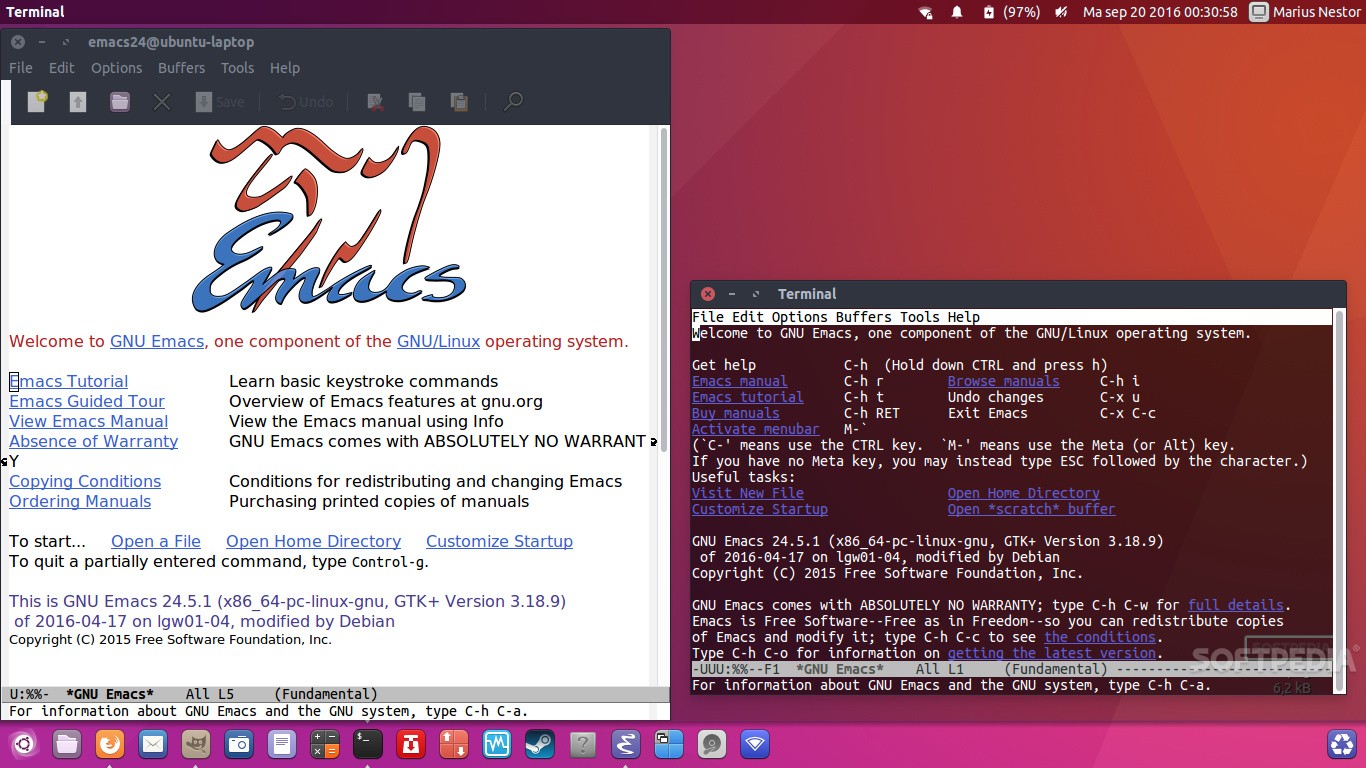 Terminal
(97%)
Ma sep 20 2016 00:30:58
Marius Nestor
emacs24@ubuntu-laptop
File Edit Options Buffers Tools Help
Save Undo
Emacs
Welcome to GNU Emacs, one component of the GNU/Linux operating system.
Emacs Tutorial Learn basic keystroke commands
Emacs Guided Tour Overview of Emacs features at gnu.org
View Emacs Manual View the Emacs manual using Info
Absence of Warranty GNU Emacs comes with ABSOLUTELY NO WARRANT
Y
Copying Conditions Conditions for redistributing and changing Emacs
Ordering Manuals Purchasing printed copies of manuals
To start... Open a File Open Home Directory Customize Startup
To quit a partially entered command, type Control-g.
This is GNU Emacs 24.5.1 (x86_64-pc-linux-gnu, GTK+ Version 3.18.9)
of 2016-04-17 on lgw01-04, modified by Debian
Copyright (C) 2015 Free Software Foundation, Inc.
U:%%- *GNU Emacs* All L5 (Fundamental)
For information about GNU Emacs and the GNU system, type C-h C-a.
Terminal
File Edit Options Buffers Tools Help
Welcome to GNU Emacs, one component of the GNU/Linux operating system.
Get help C-h (Hold down CTRL and press h)
Emacs manual C-h r Browse manuals C-h i
Emacs tutorial C-h t Undo changes C-x u
Buy manuals C-h RET Exit Emacs C-x C-c
Activate menubar M-`
(`C-' means use the CTRL key. `M-' means use the Meta (or Alt) key.
If you have no Meta key, you may instead type ESC followed by the character.)
Useful tasks:
Visit New File Open Home Directory
Customize Startup Open *scratch* buffer
GNU Emacs 24.5.1 (x86_64-pc-linux-gnu, GTK+ Version 3.18.9)
of 2016-04-17 on lgw01-04, modified by Debian
Copyright (C) 2015 Free Software Foundation, Inc.
GNU Emacs comes with ABSOLUTELY NO WARRANTY; type C-h C-w for full details.
Emacs is Free Software--Free as in Freedom--so you can redistribute copies
of Emacs and modify it; type C-h C-c to see the conditions.
Type C-h C-o for information on getting the latest version.
-UUU:%%--F1 *GNU Emacs* All L1 (Fundamental) ---------------------------
For information about GNU Emacs and the GNU system, type C-h C-a.
SOFTPEDIA®
6,2 kB